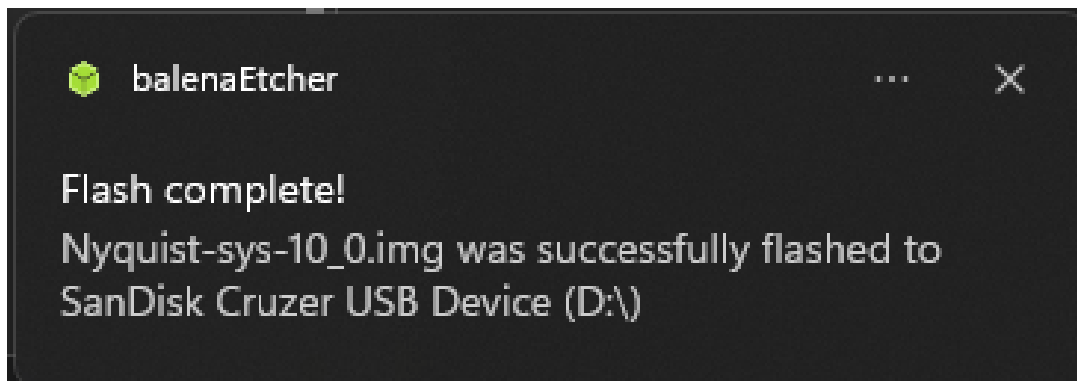 balenaEtcher
Flash complete!
Nyquist-sys-10_0.img was successfully flashed to
SanDisk Cruzer USB Device (D:\)